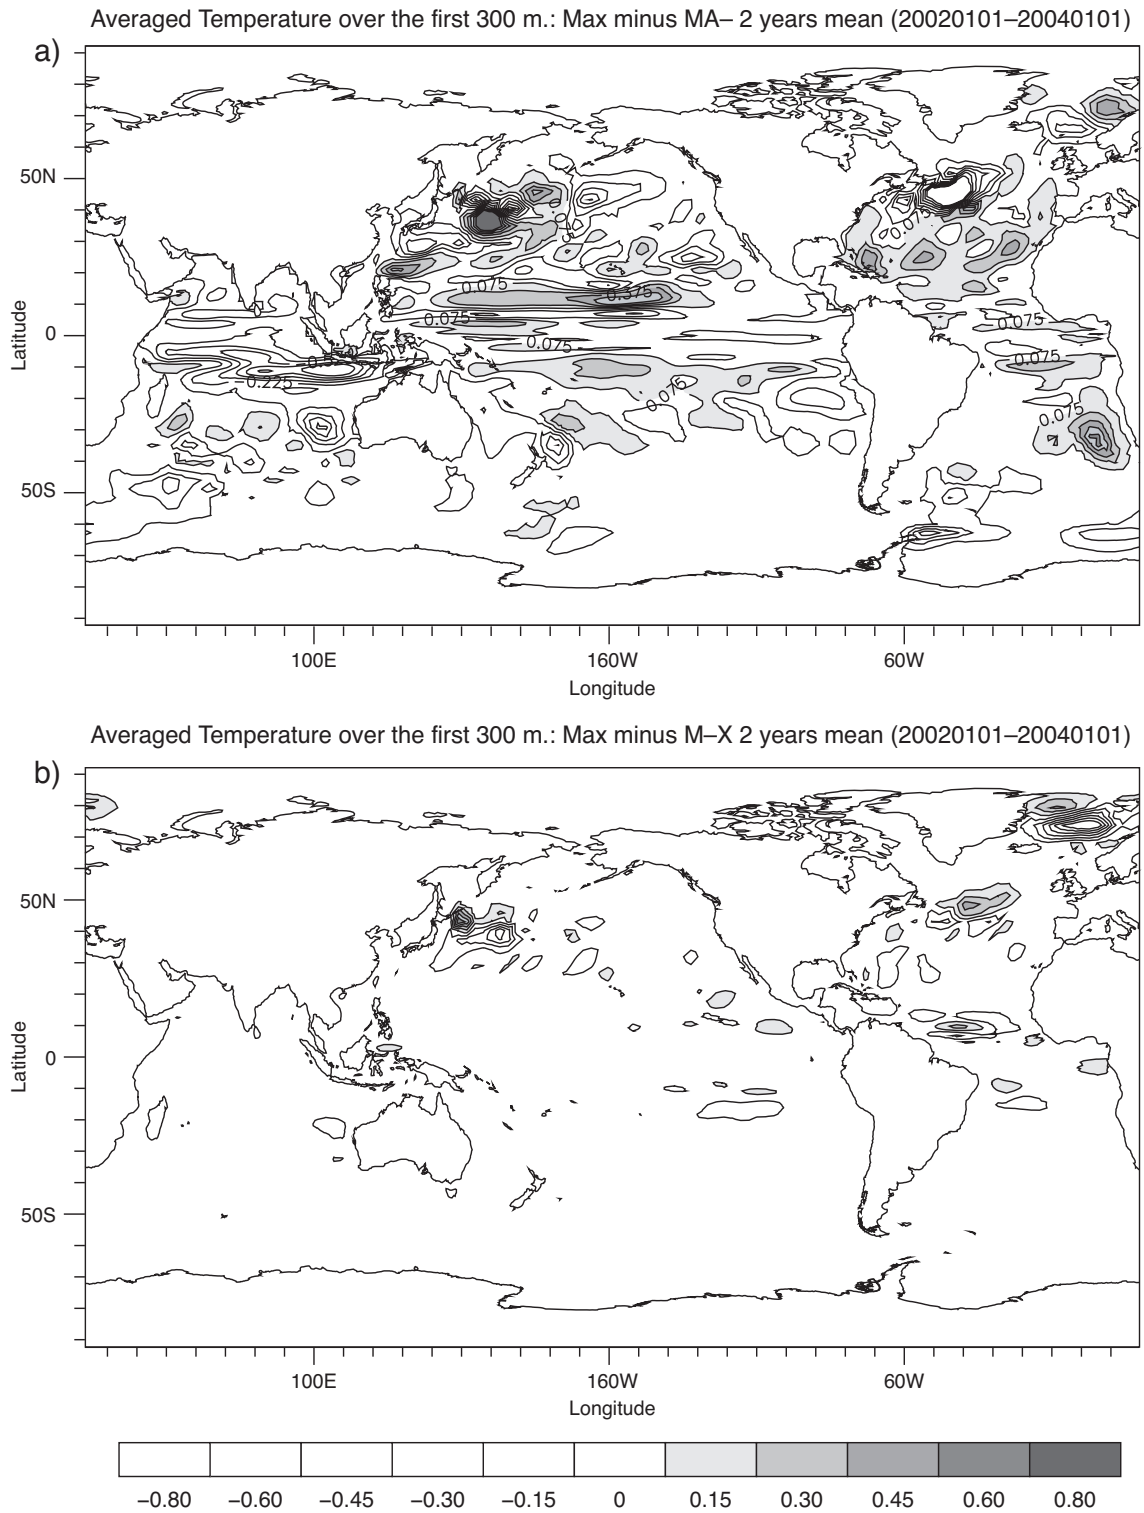 Averaged Temperature over the first 300 m.: Max minus MA– 2 years mean (20020101–20040101)
a)
50N
0
50S
Latitude
0
0.075
0.375
0.075
0.075
0.225
0.075
0.075
0.075
0.075
100E
160W
60W
Longitude
Averaged Temperature over the first 300 m.: Max minus M–X 2 years mean (20020101–20040101)
b)
50N
0
50S
Latitude
100E
160W
60W
Longitude
–0.80 –0.60 –0.45 –0.30 –0.15 0 0.15 0.30 0.45 0.60 0.80